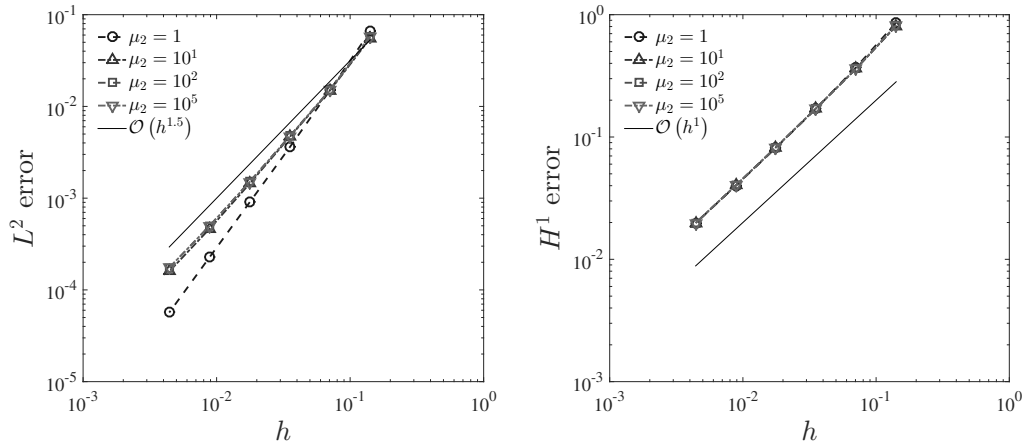 10^{-1}
10^{-2}
10^{-3}
10^{-4}
10^{-5}
L^2 error
μ_2 = 1
μ_2 = 10^1
μ_2 = 10^2
μ_2 = 10^5
O(h^{1.5})
10^{-3}
10^{-2}
10^{-1}
10^0
h
10^0
10^{-1}
10^{-2}
10^{-3}
H^1 error
μ_2 = 1
μ_2 = 10^1
μ_2 = 10^2
μ_2 = 10^5
O(h^1)
10^{-3}
10^{-2}
10^{-1}
10^0
h